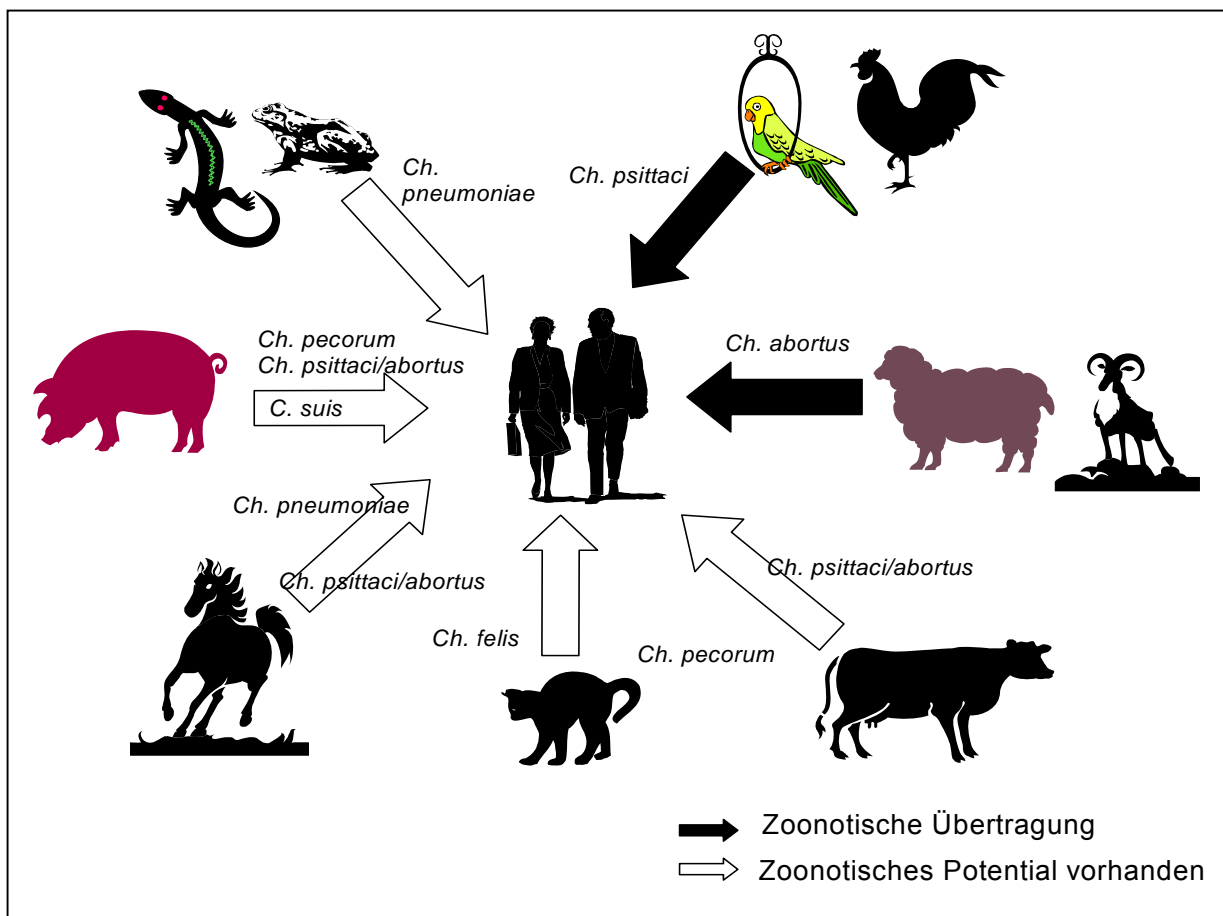 Ch.
pneumoniae
Ch. psittaci
Ch. pecorum
Ch. psittaci/abortus
C. suis
Ch. abortus
Ch. pneumoniae
Ch. psittaci/abortus
Ch. felis
Ch. psittaci/abortus
Ch. pecorum
Zoonotische Übertragung
Zoonotisches Potential vorhanden